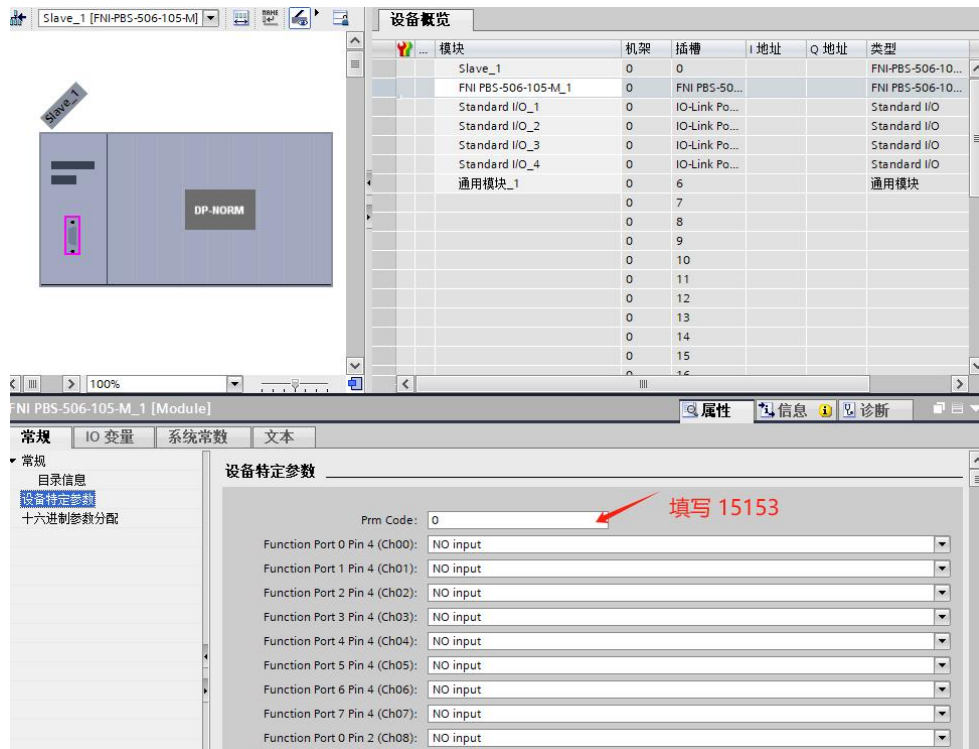 Slave_1 [FNI-PBS-506-105-M]
设备概览
... 模块 机架 插槽 I 地址 Q 地址 类型
Slave_1 0 0 FNI-PBS-506-10...
FNI PBS-506-105-M_1 0 FNI PBS-50... FNI PBS-506-10...
Standard I/O_1 0 IO-Link Po... Standard I/O
Standard I/O_2 0 IO-Link Po... Standard I/O
Standard I/O_3 0 IO-Link Po... Standard I/O
Standard I/O_4 0 IO-Link Po... Standard I/O
通用模块_1 0 6 通用模块
0 7
0 8
0 9
0 10
0 11
0 12
0 13
0 14
0 15
Slave_1
DP-NORM
100%
FNI PBS-506-105-M_1 [Module]
属性 信息 诊断
常规 IO 变量 系统常数 文本
常规
目录信息
设备特定参数
十六进制参数分配
设备特定参数
Prm Code: 0
填写 15153
Function Port 0 Pin 4 (Ch00): NO input
Function Port 1 Pin 4 (Ch01): NO input
Function Port 2 Pin 4 (Ch02): NO input
Function Port 3 Pin 4 (Ch03): NO input
Function Port 4 Pin 4 (Ch04): NO input
Function Port 5 Pin 4 (Ch05): NO input
Function Port 6 Pin 4 (Ch06): NO input
Function Port 7 Pin 4 (Ch07): NO input
Function Port 0 Pin 2 (Ch08): NO input